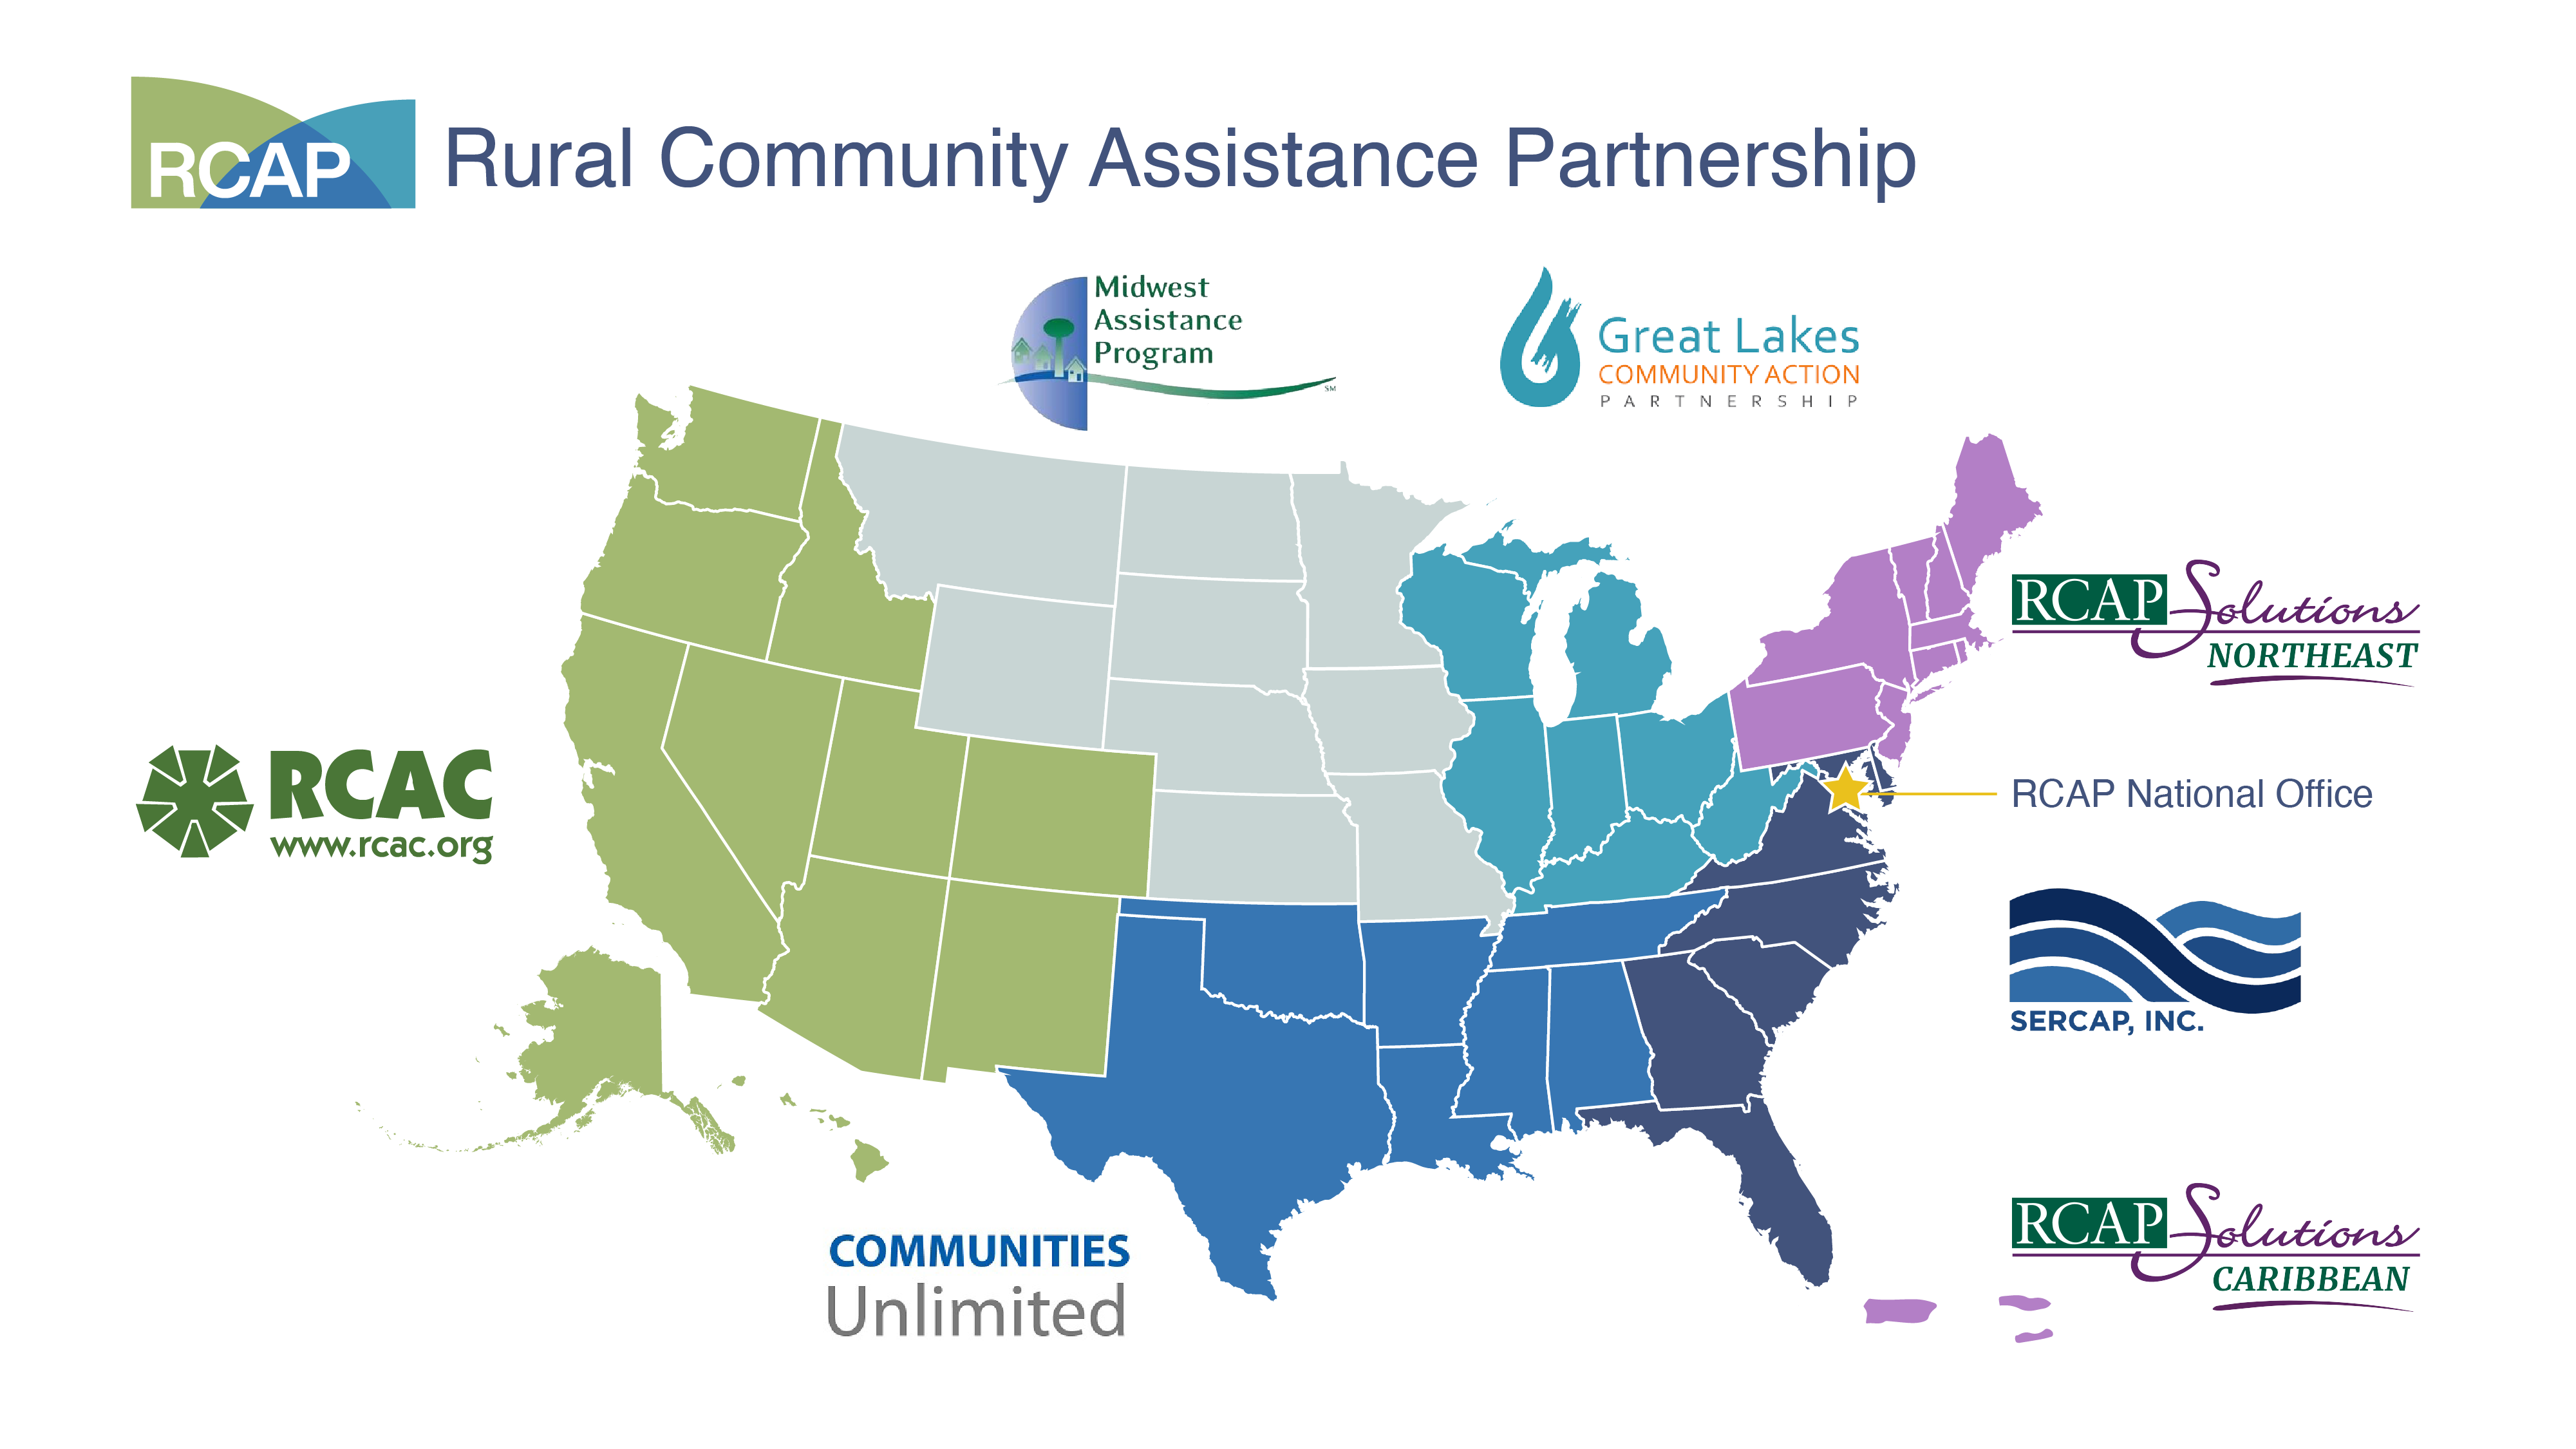 RCAP
Rural Community Assistance Partnership
Midwest
Assistance
Program
SM
Great Lakes
COMMUNITY ACTION
PARTNERSHIP
RCAP Solutions
NORTHEAST
RCAC
www.rcac.org
RCAP National Office
SERCAP, INC.
RCAP Solutions
CARIBBEAN
COMMUNITIES
Unlimited